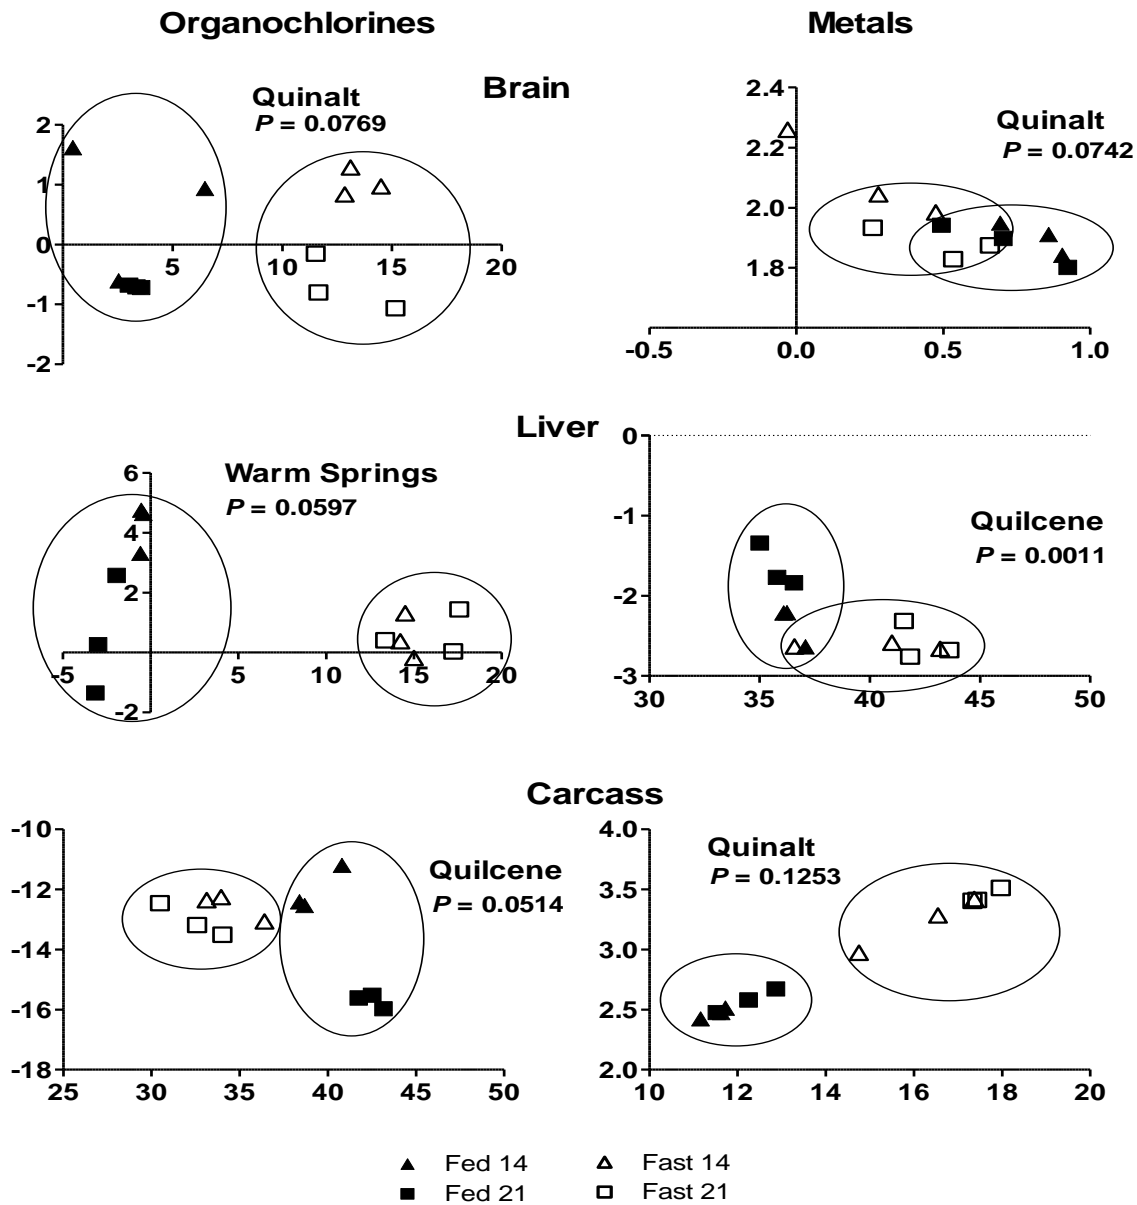 Organochlorines
Metals
Brain
Quinalt
P = 0.0769
2
1
0
-1
-2
5
10
15
20
2.4
2.2
2.0
1.8
Quinalt
P = 0.0742
-0.5
0.0
0.5
1.0
Liver
Warm Springs
P = 0.0597
6
4
2
-2
-5
5
10
15
20
0
-1
-2
-3
Quilcene
P = 0.0011
30
35
40
45
50
Carcass
-10
-12
-14
-16
-18
Quilcene
P = 0.0514
25
30
35
40
45
50
4.0
3.5
3.0
2.5
2.0
Quinalt
P = 0.1253
10
12
14
16
18
20
Fed 14
Fast 14
Fed 21
Fast 21